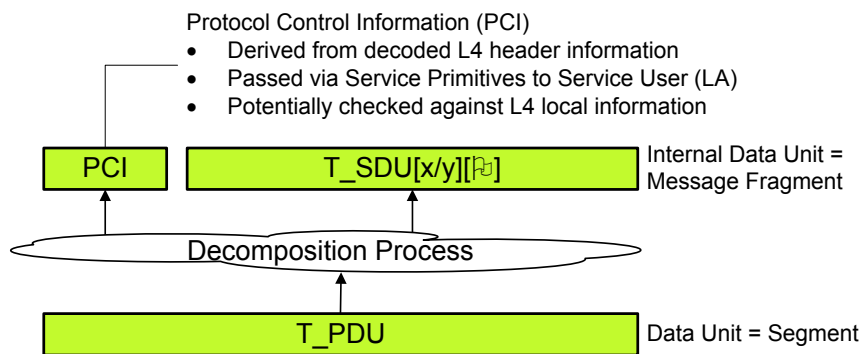 Protocol Control Information (PCI)
• Derived from decoded L4 header information
• Passed via Service Primitives to Service User (LA)
• Potentially checked against L4 local information
PCI
T_SDU[x/y][⚐]
Internal Data Unit =
Message Fragment
Decomposition Process
T_PDU
Data Unit = Segment